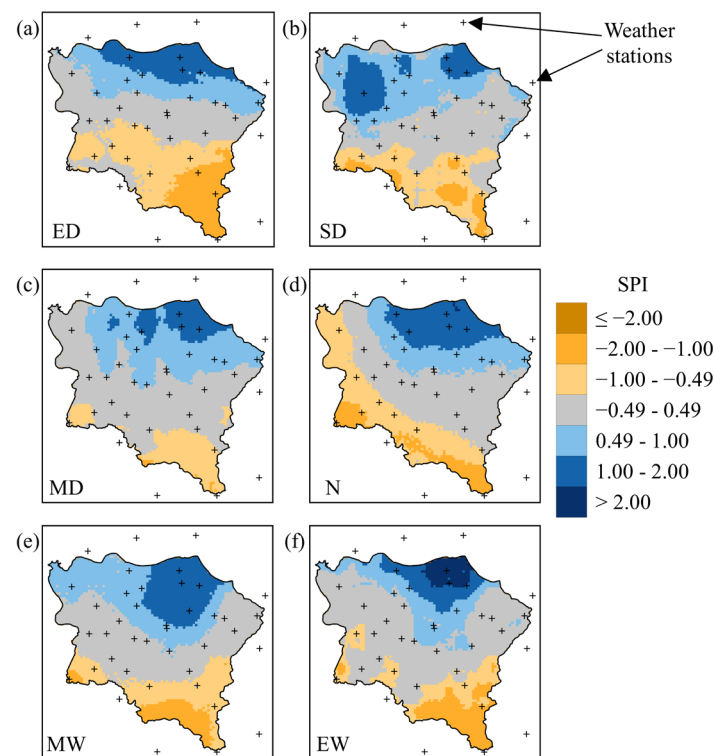 (a)
(b)
Weather
stations
ED
SD
(c)
(d)
SPI
≤ −2.00
−2.00 - −1.00
−1.00 - −0.49
−0.49 - 0.49
0.49 - 1.00
1.00 - 2.00
> 2.00
MD
N
(e)
(f)
MW
EW